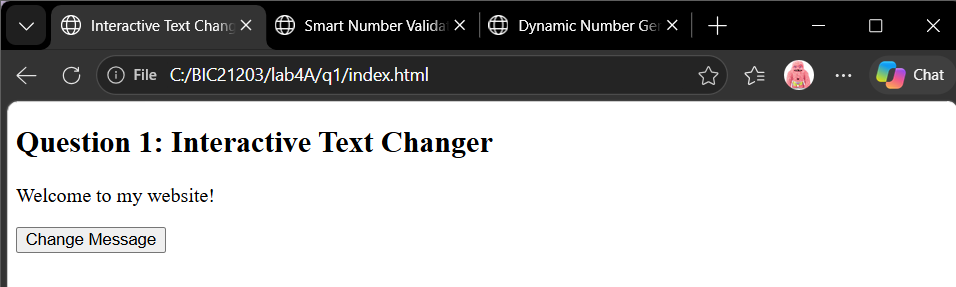 Interactive Text Chang
Smart Number Validat
Dynamic Number Ge
File
C:/BIC21203/lab4A/q1/index.html
Chat
Question 1: Interactive Text Changer
Welcome to my website!
Change Message